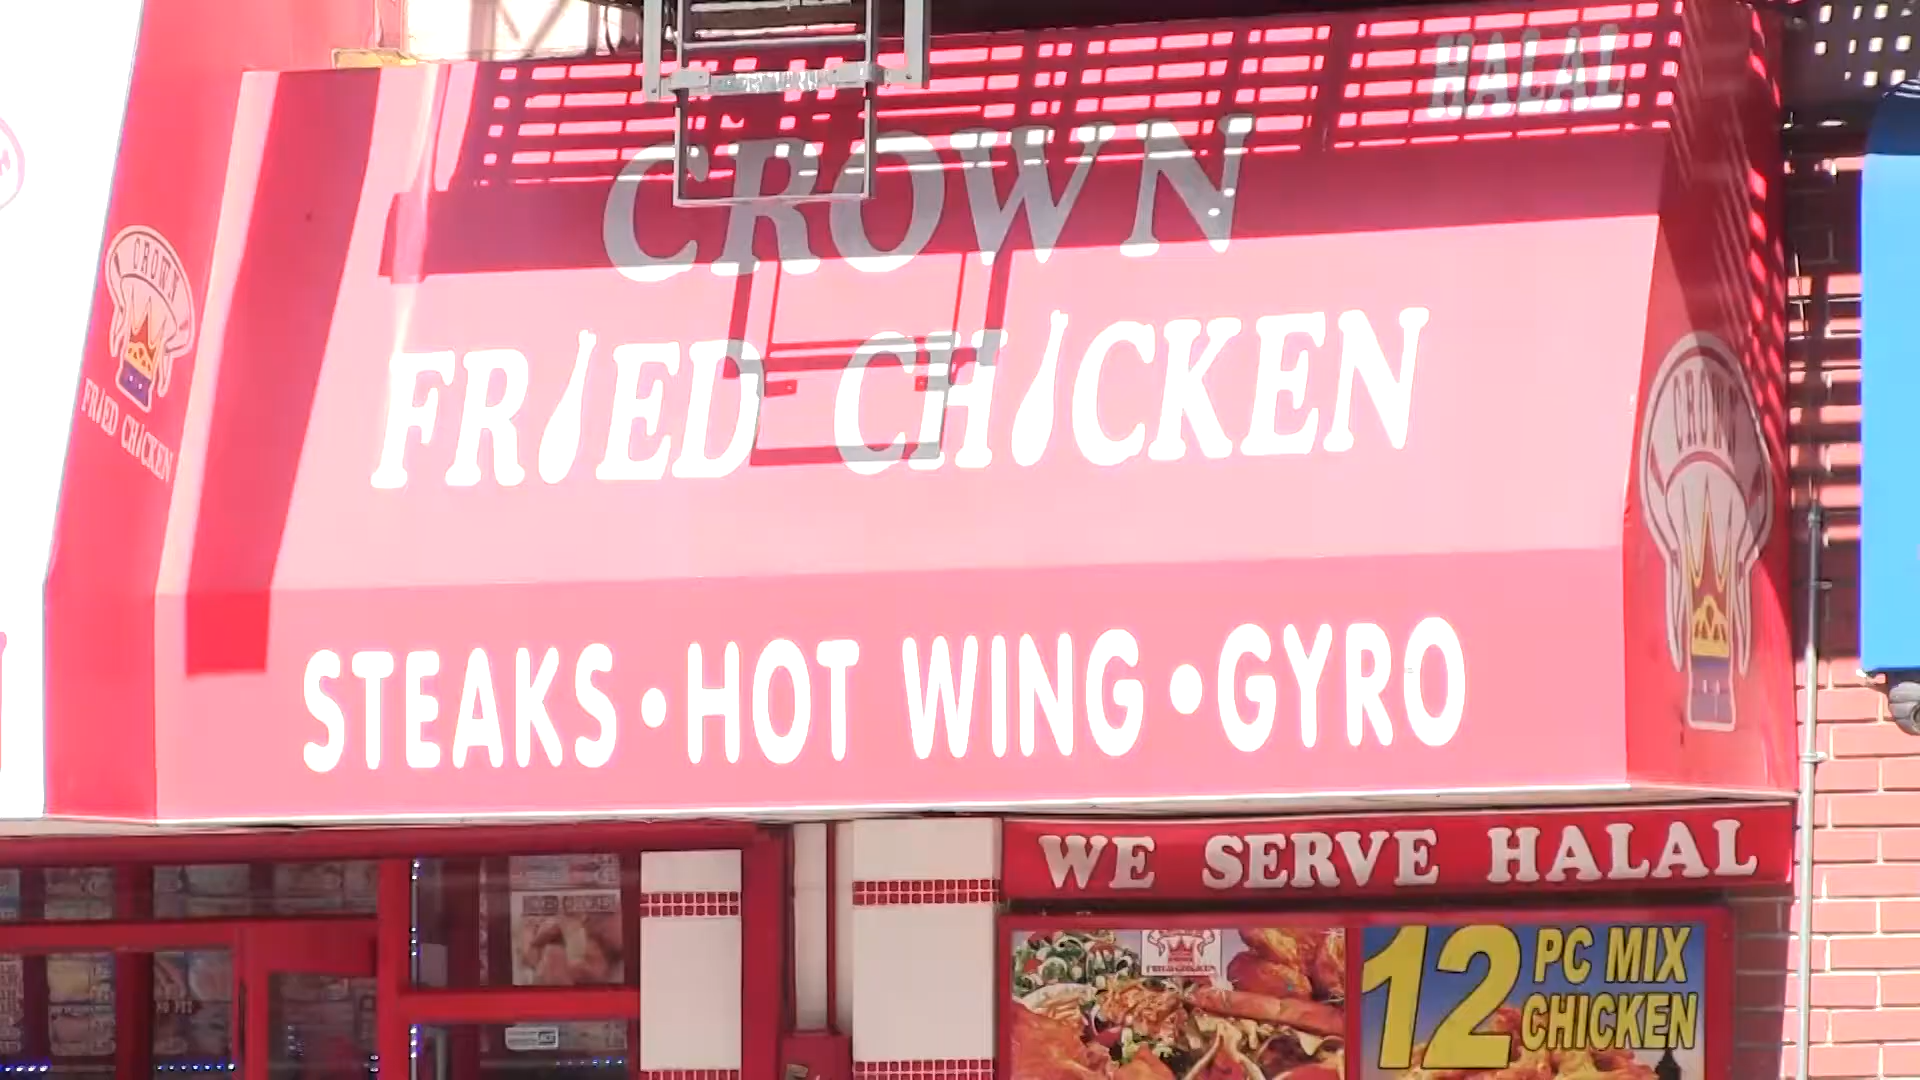 HALAL
CROWN
FRIED CHICKEN
STEAKS • HOT WING • GYRO
CROWN
FRIED CHICKEN
CROWN
WE SERVE HALAL
12 PC MIX
CHICKEN